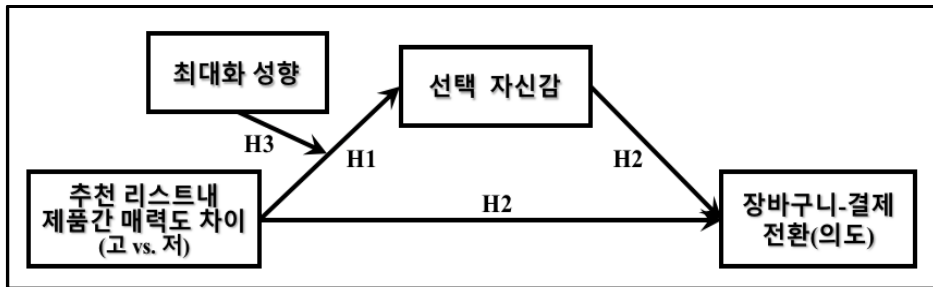 최대화 성향
선택 자신감
H3
H1
H2
추천 리스트내
제품간 매력도 차이
(고 vs. 저)
H2
장바구니-결제
전환(의도)